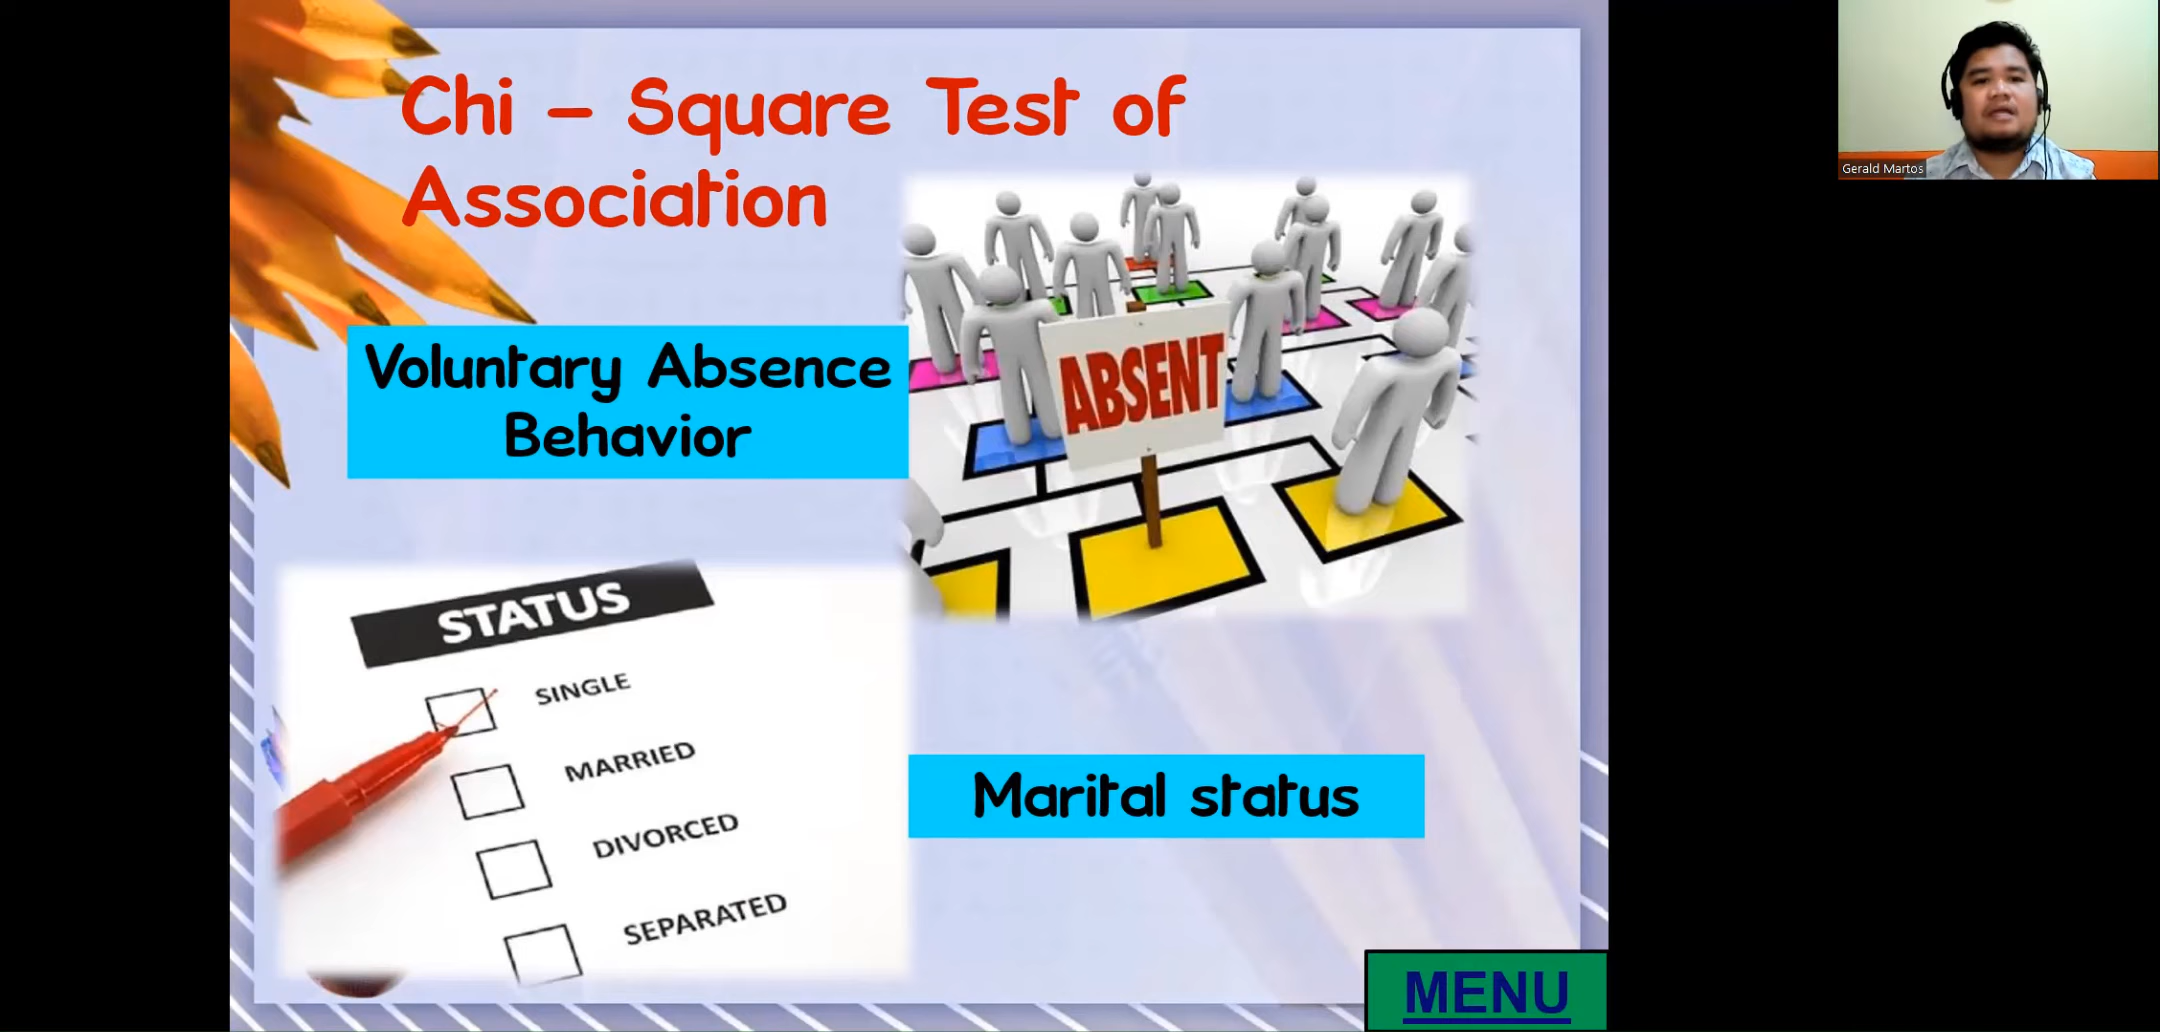 Chi - Square Test of
Association
Gerald Martos
Voluntary Absence
Behavior
ABSENT
STATUS
SINGLE
MARRIED
DIVORCED
SEPARATED
Marital status
MENU